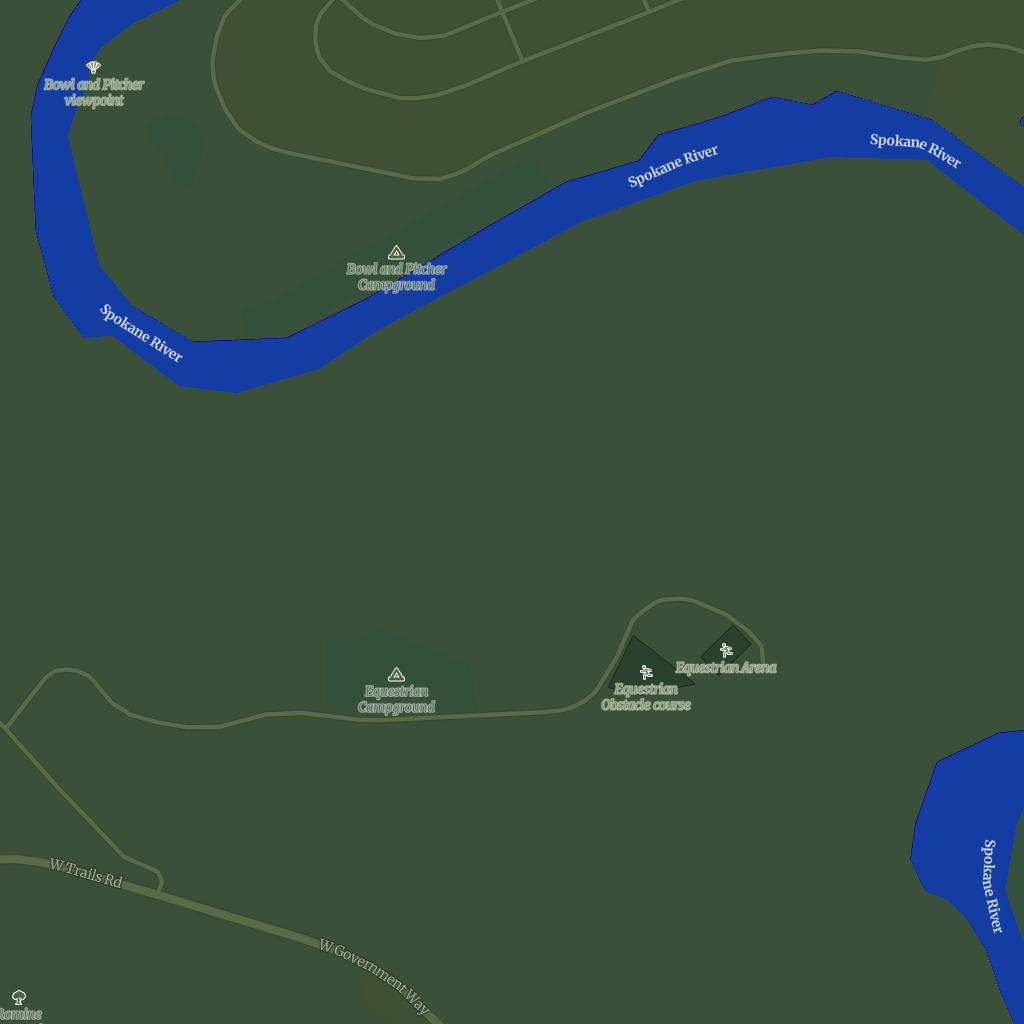 Bowl and Pitcher
viewpoint
Spokane River
Spokane River
Bowl and Pitcher
Campground
Spokane River
Equestrian Arena
Equestrian
Campground
Equestrian
Obstacle course
Spokane River
W Trails Rd
W Government Way
Romine